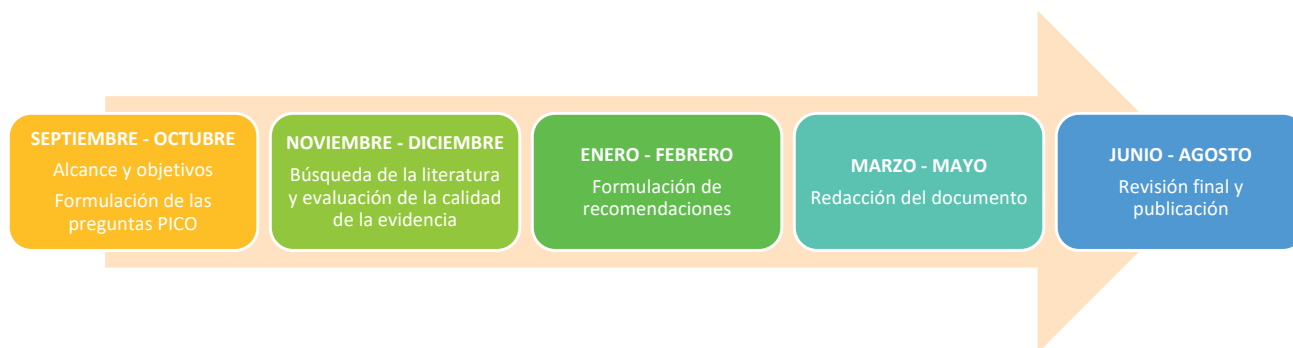 SEPTIEMBRE - OCTUBRE
Alcance y objetivos
Formulación de las
preguntas PICO
NOVIEMBRE - DICIEMBRE
Búsqueda de la literatura
y evaluación de la calidad
de la evidencia
ENERO - FEBRERO
Formulación de
recomendaciones
MARZO - MAYO
Redacción del documento
JUNIO - AGOSTO
Revisión final y
publicación